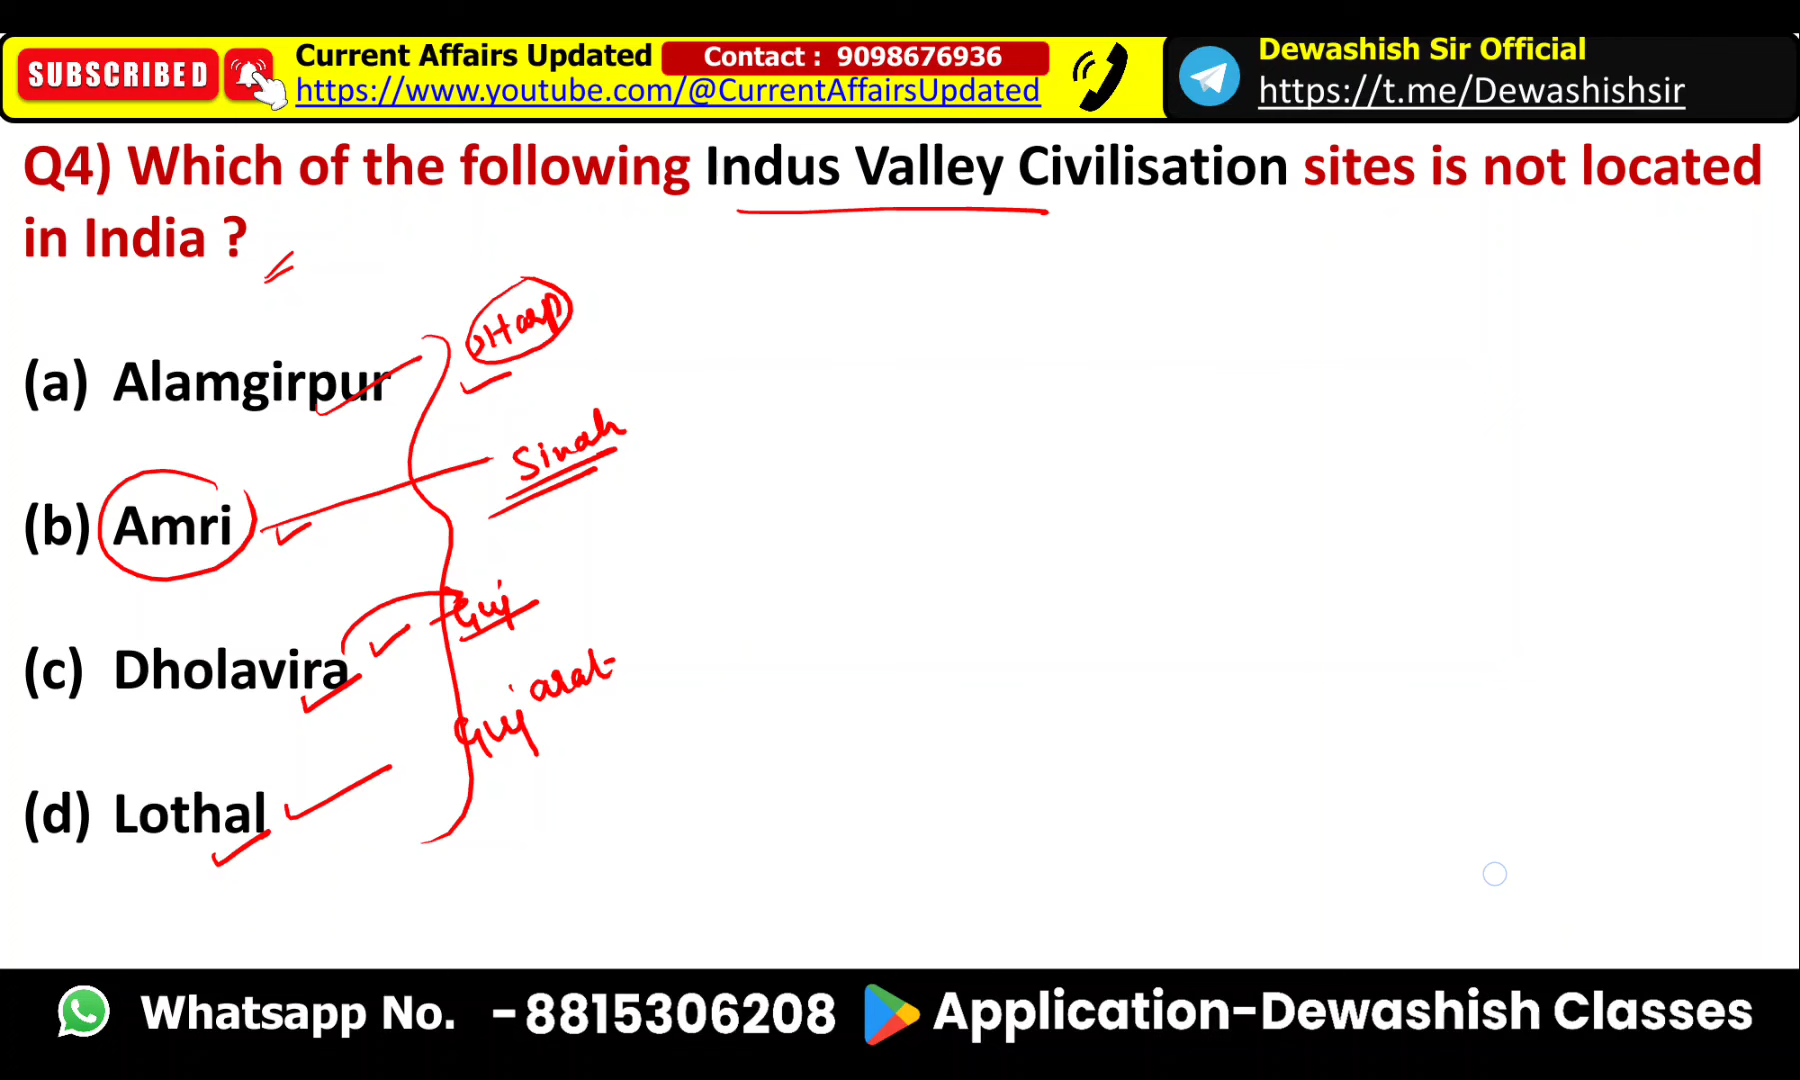 SUBSCRIBED
Current Affairs Updated
Contact : 9098676936
https://www.youtube.com/@CurrentAffairsUpdated
Dewashish Sir Official
https://t.me/Dewashishsir
Q4) Which of the following Indus Valley Civilisation sites is not located
in India ?
Harp
(a) Alamgirpur
Sindh
(b) Amri
Guj
(c) Dholavira
Gujarat
(d) Lothal
Whatsapp No. -8815306208
Application-Dewashish Classes